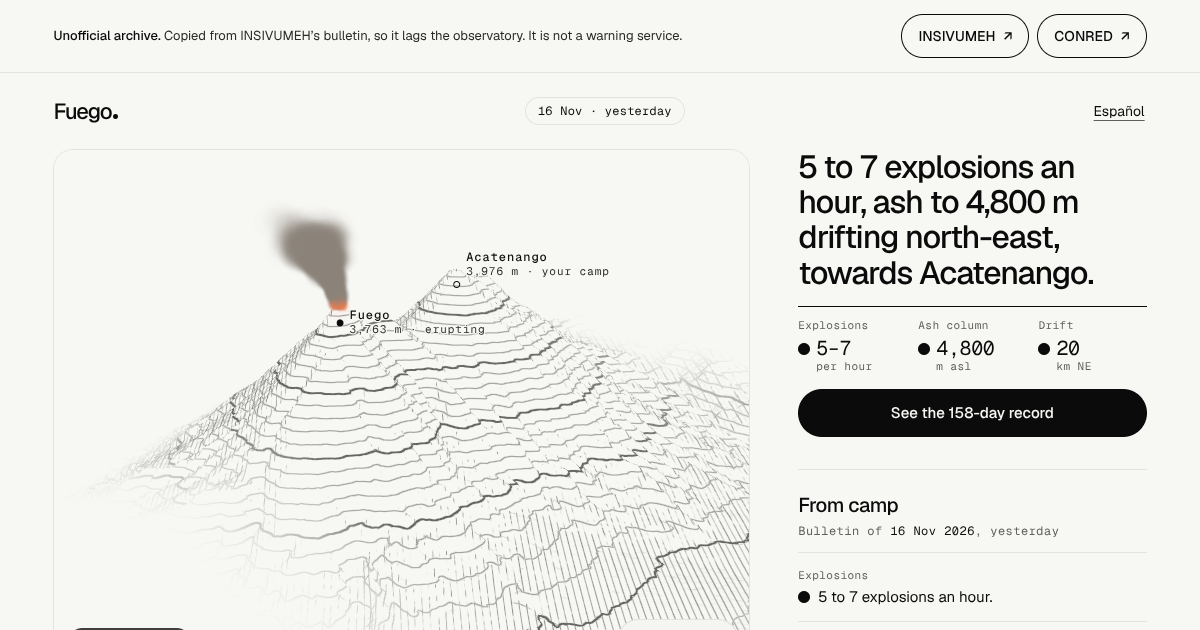 Unofficial archive. Copied from INSIVUMEH's bulletin, so it lags the observatory. It is not a warning service.
INSIVUMEH ↗
CONRED ↗
Fuego.
16 Nov · yesterday
Español
Acatenango
3,976 m · your camp
Fuego
3,763 m · erupting
5 to 7 explosions an
hour, ash to 4,800 m
drifting north-east,
towards Acatenango.
Explosions
5–7
per hour
Ash column
4,800
m asl
Drift
20
km NE
See the 158-day record
From camp
Bulletin of 16 Nov 2026, yesterday
Explosions
5 to 7 explosions an hour.